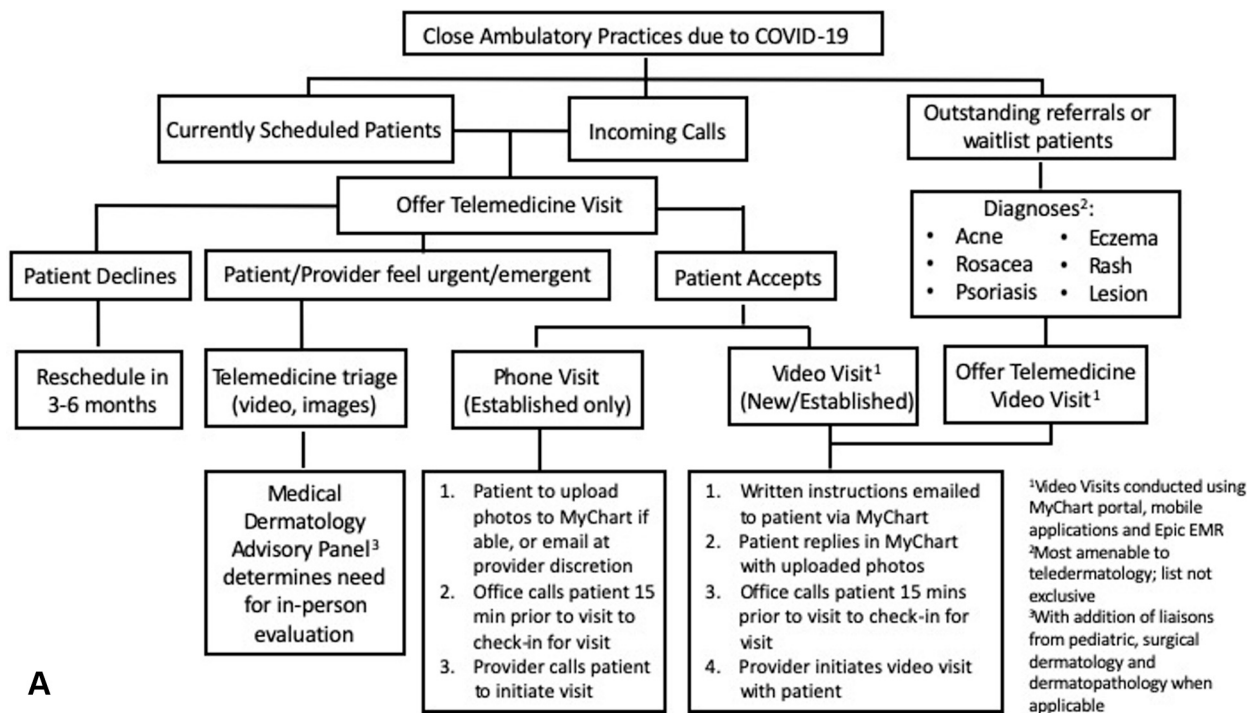 Close Ambulatory Practices due to COVID-19
Currently Scheduled Patients
Incoming Calls
Outstanding referrals or
waitlist patients
Offer Telemedicine Visit
Diagnoses²:
• Acne
• Rosacea
• Psoriasis
• Eczema
• Rash
• Lesion
Patient Declines
Patient/Provider feel urgent/emergent
Patient Accepts
Reschedule in
3-6 months
Telemedicine triage
(video, images)
Phone Visit
(Established only)
Video Visit¹
(New/Established)
Offer Telemedicine
Video Visit¹
Medical
Dermatology
Advisory Panel³
determines need
for in-person
evaluation
1. Patient to upload
photos to MyChart if
able, or email at
provider discretion
2. Office calls patient 15
min prior to visit to
check-in for visit
3. Provider calls patient
to initiate visit
1. Written instructions emailed
to patient via MyChart
2. Patient replies in MyChart
with uploaded photos
3. Office calls patient 15 mins
prior to visit to check-in for
visit
4. Provider initiates video visit
with patient
¹Video Visits conducted using
MyChart portal, mobile
applications and Epic EMR
²Most amenable to
teledermatology; list not
exclusive
³With addition of liaisons
from pediatric, surgical
dermatology and
dermatopathology when
applicable
A